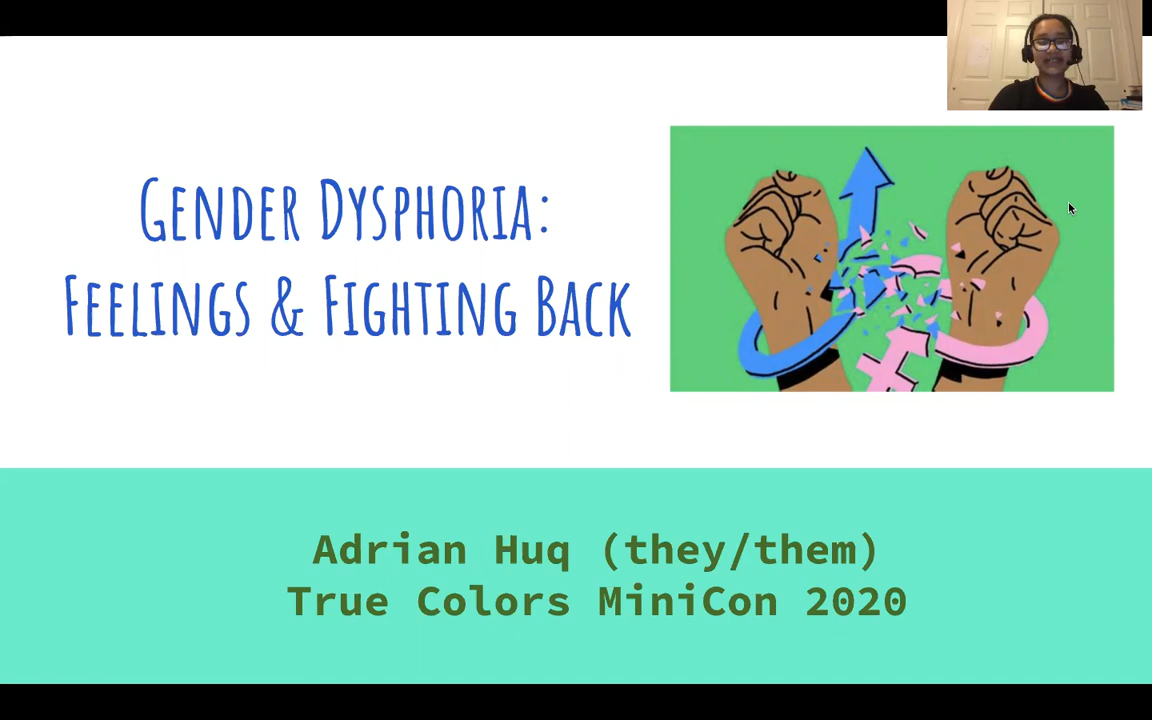 Gender Dysphoria:
Feelings & Fighting Back
Adrian Huq (they/them)
True Colors MiniCon 2020